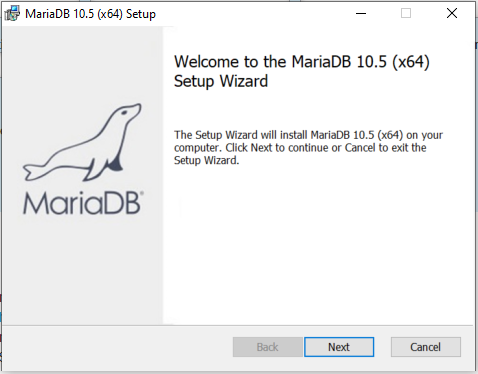 MariaDB 10.5 (x64) Setup
Welcome to the MariaDB 10.5 (x64)
Setup Wizard
The Setup Wizard will install MariaDB 10.5 (x64) on your
computer. Click Next to continue or Cancel to exit the
Setup Wizard.
MariaDB®
Back
Next
Cancel